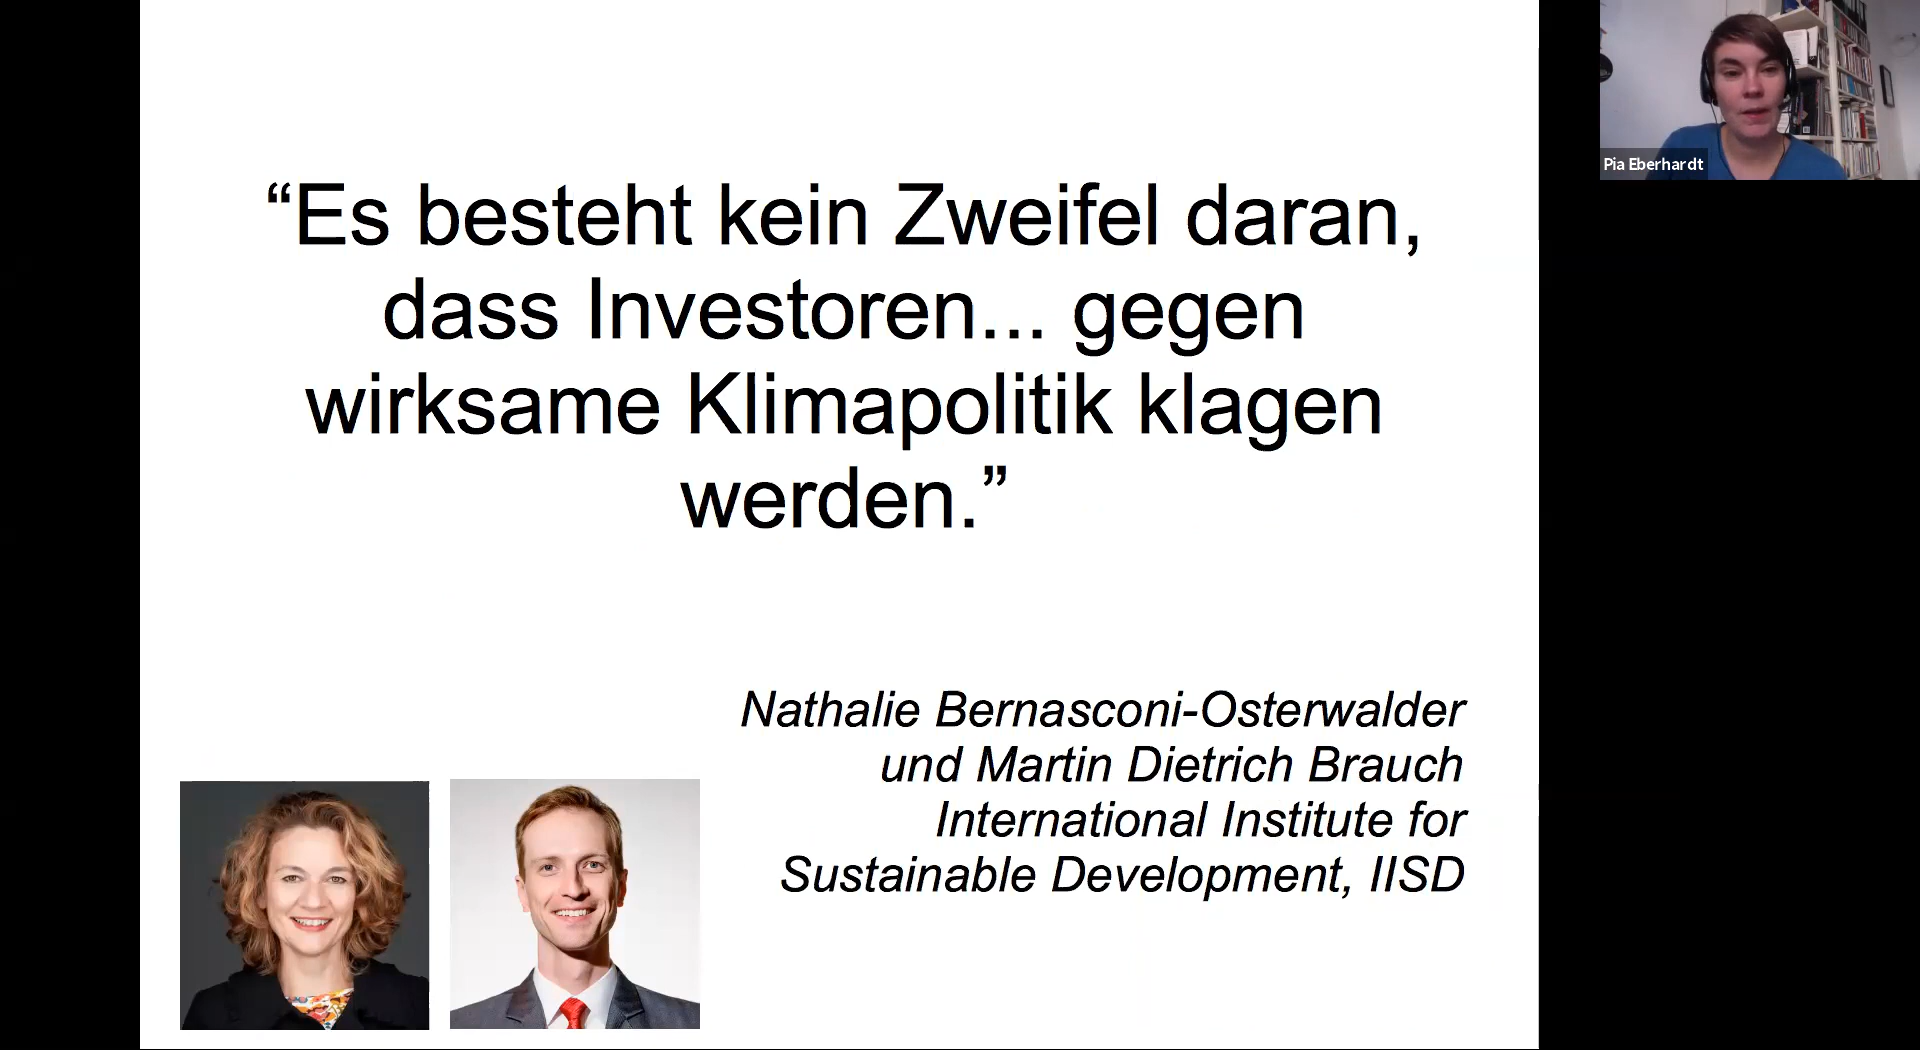 “Es besteht kein Zweifel daran,
dass Investoren... gegen
wirksame Klimapolitik klagen
werden.”
Nathalie Bernasconi-Osterwalder
und Martin Dietrich Brauch
International Institute for
Sustainable Development, IISD
Pia Eberhardt